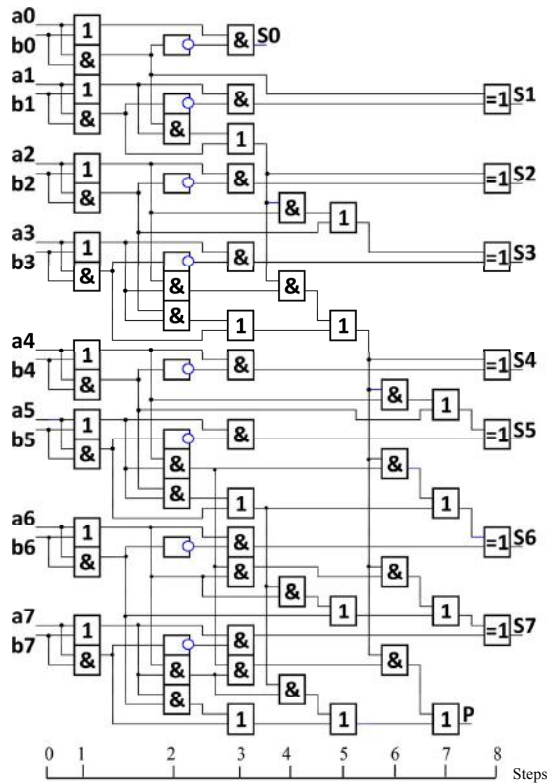 a0
1 & S0
b0
&
a1
1 & =1 S1
b1
& &
1
a2
1 & =1 S2
b2
& &
1
a3
1 & =1 S3
b3
& & &
& 1 1
a4
1 & =1 S4
b4
& & 1
a5
1 & =1 S5
b5
& & &
& 1 1
a6
1 & =1 S6
b6
& & &
& 1 1
a7
1 & =1 S7
b7
& & & &
& &
1 1 1 P
0 1 2 3 4 5 6 7 8
Steps